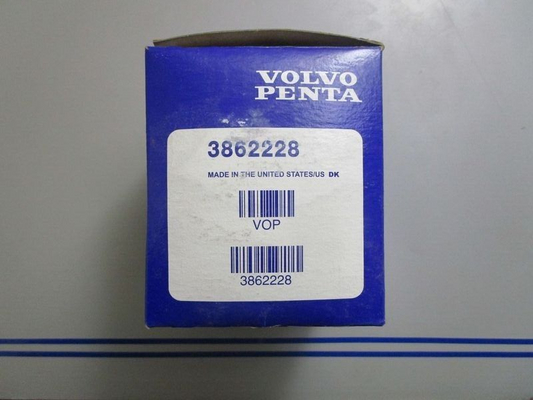 VOLVO
PENTA
3862228
MADE IN THE UNITED STATES/US DK
VOP
3862228